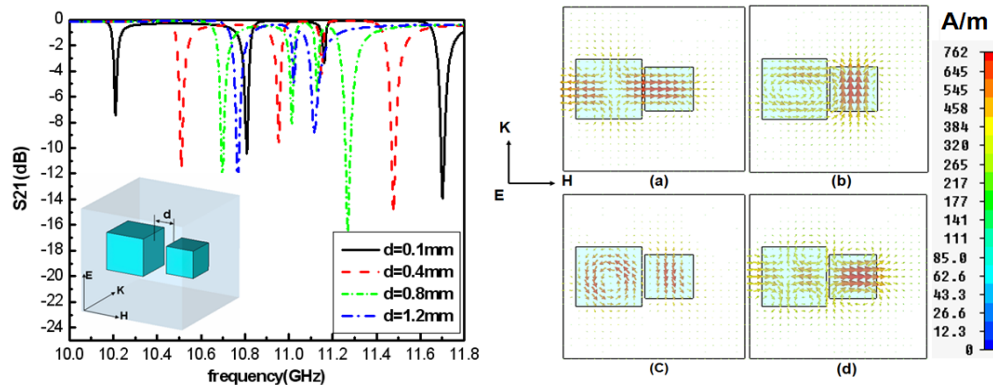 S21(dB)
0
-2
-4
-6
-8
-10
-12
-14
-16
-18
-20
-22
-24
-26
10.0 10.2 10.4 10.6 10.8 11.0 11.2 11.4 11.6 11.8
frequency(GHz)
d
E
K
H
d=0.1mm
d=0.4mm
d=0.8mm
d=1.2mm
K
H
E
(a)
(b)
(C)
(d)
A/m
762
645
545
458
384
320
265
217
177
141
111
85.0
62.6
43.3
26.6
12.3
0